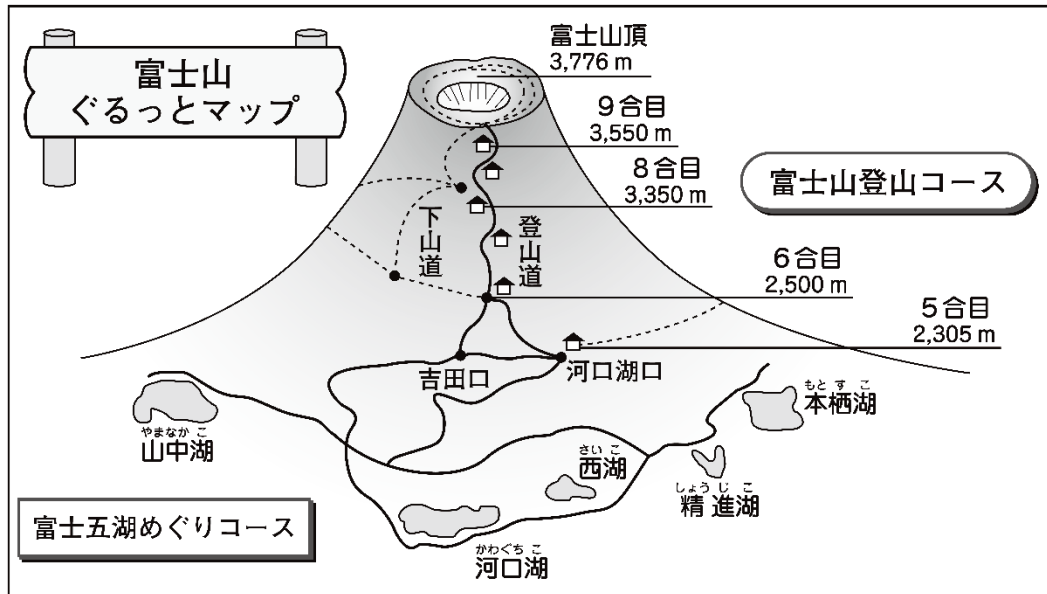 富士山
ぐるっとマップ
富士山頂
3,776 m
9合目
3,550 m
8合目
3,350 m
富士山登山コース
下山道
登山道
6合目
2,500 m
5合目
2,305 m
吉田口
河口湖口
もとすこ
本栖湖
やまなかこ
山中湖
さいこ
西湖
しょうじこ
精進湖
富士五湖めぐりコース
かわぐちこ
河口湖